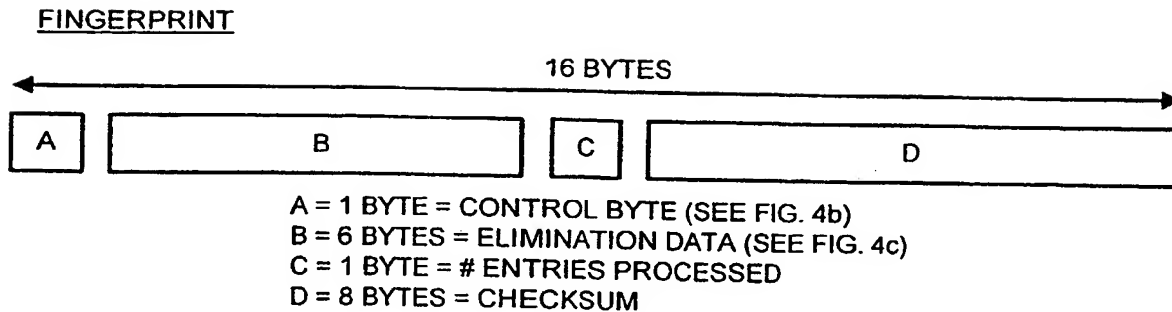 FINGERPRINT
16 BYTES
A B C D
A = 1 BYTE = CONTROL BYTE (SEE FIG. 4b)
B = 6 BYTES = ELIMINATION DATA (SEE FIG. 4c)
C = 1 BYTE = # ENTRIES PROCESSED
D = 8 BYTES = CHECKSUM